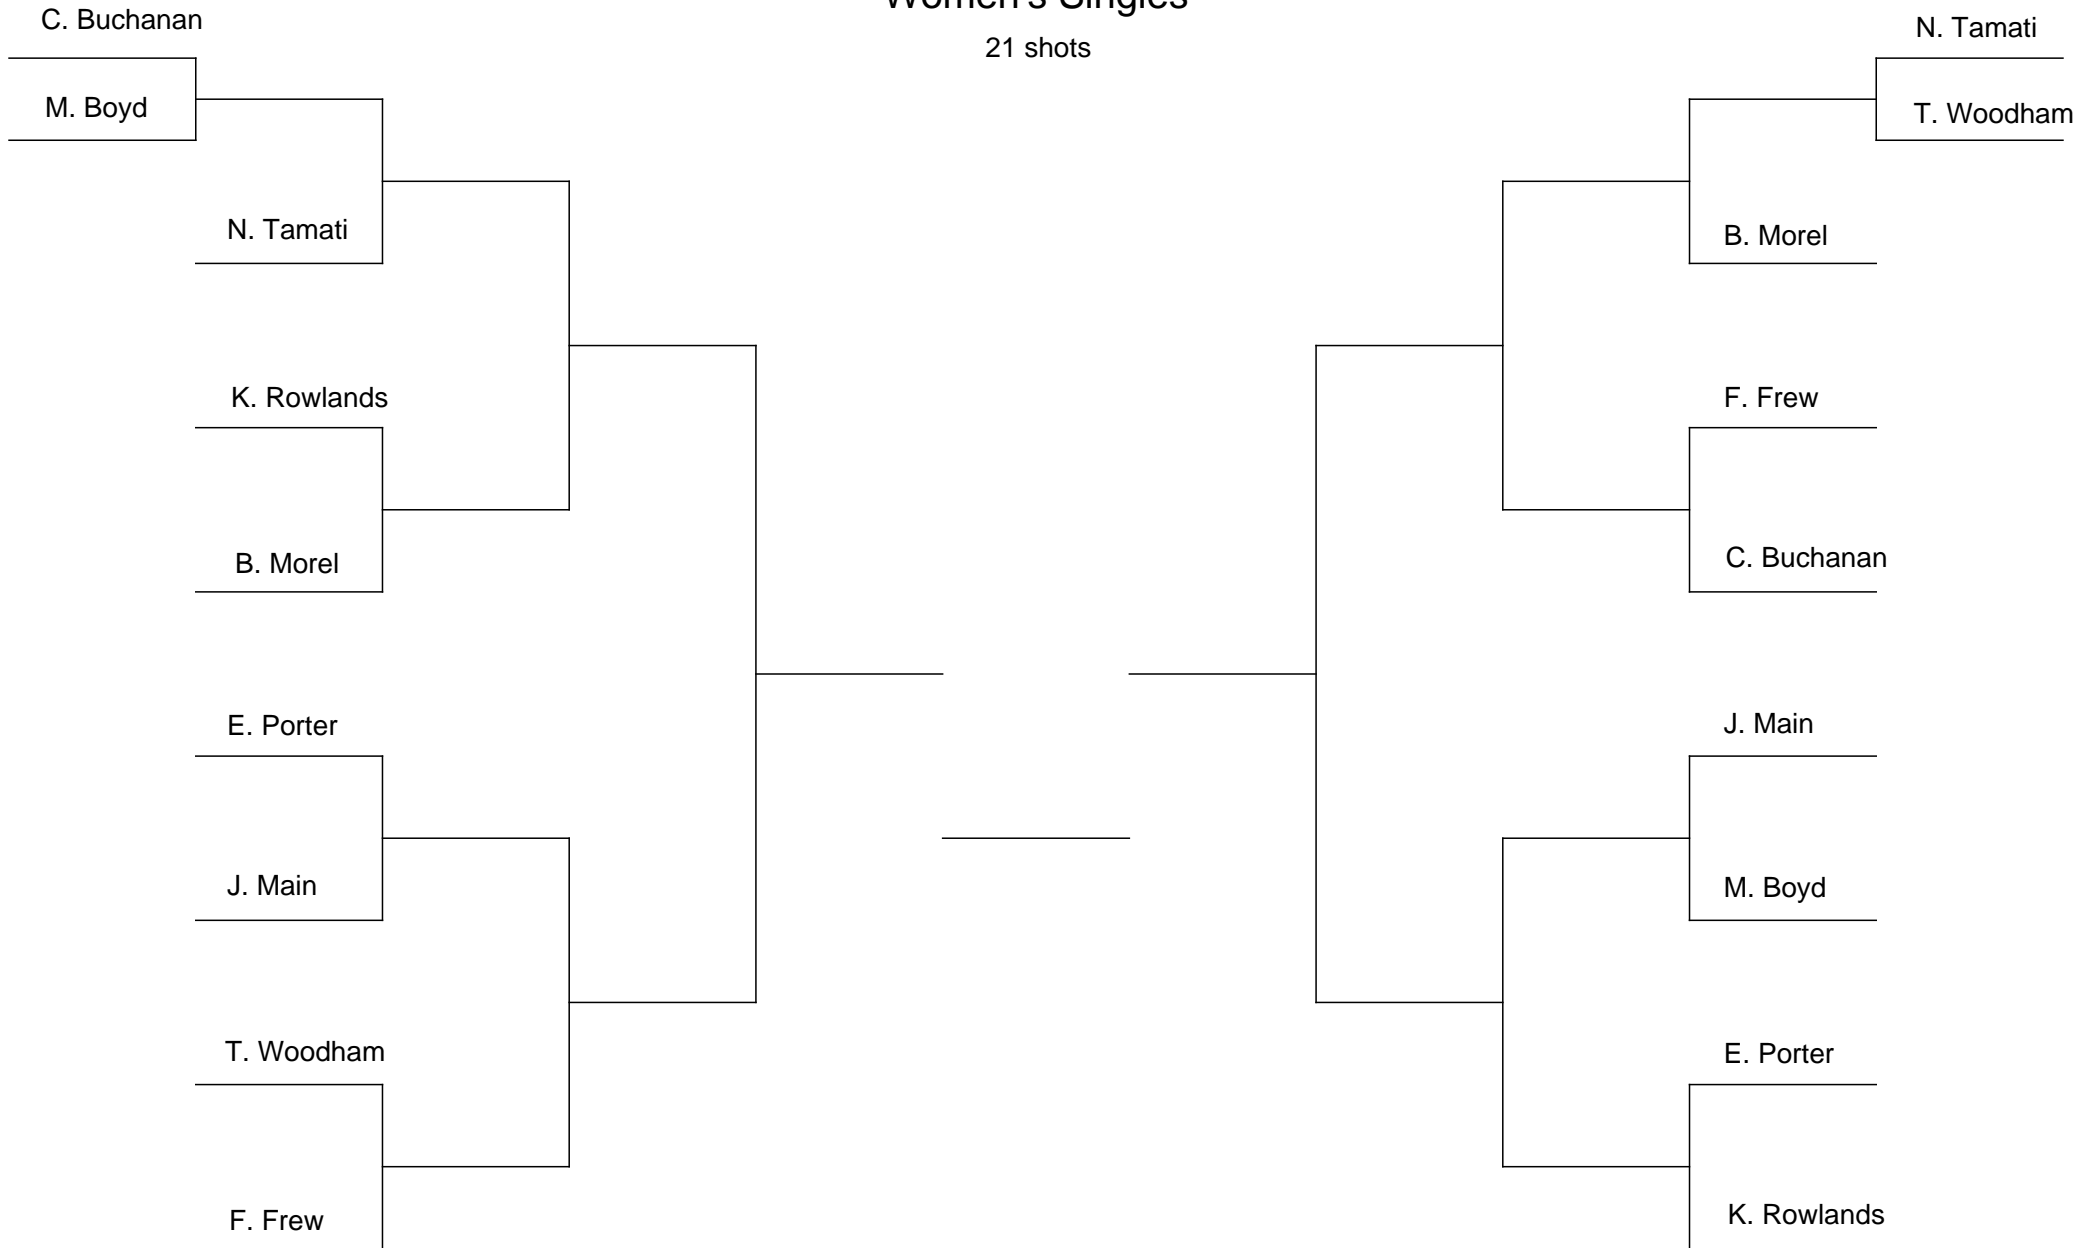 Women's Singles
21 shots
C. Buchanan
M. Boyd
N. Tamati
K. Rowlands
B. Morel
E. Porter
J. Main
T. Woodham
F. Frew
N. Tamati
T. Woodham
B. Morel
F. Frew
C. Buchanan
J. Main
M. Boyd
E. Porter
K. Rowlands